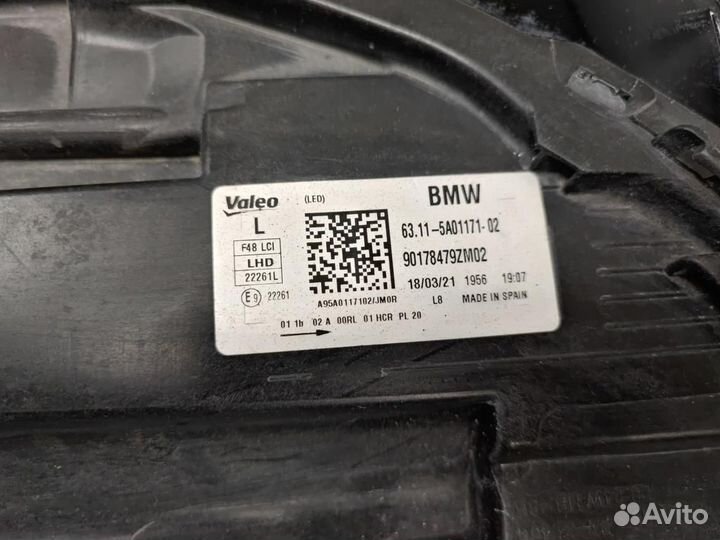 Valeo (LED) BMW
L 63.11-5A01171-02
F48 LCI
LHD 90178479ZM02
22261L 18/03/21 1956 19:07
E9 22261 A95A0117102/JM0R L8 MADE IN SPAIN
01 1b 02 A 00RL 01 HCR PL 20
Avito